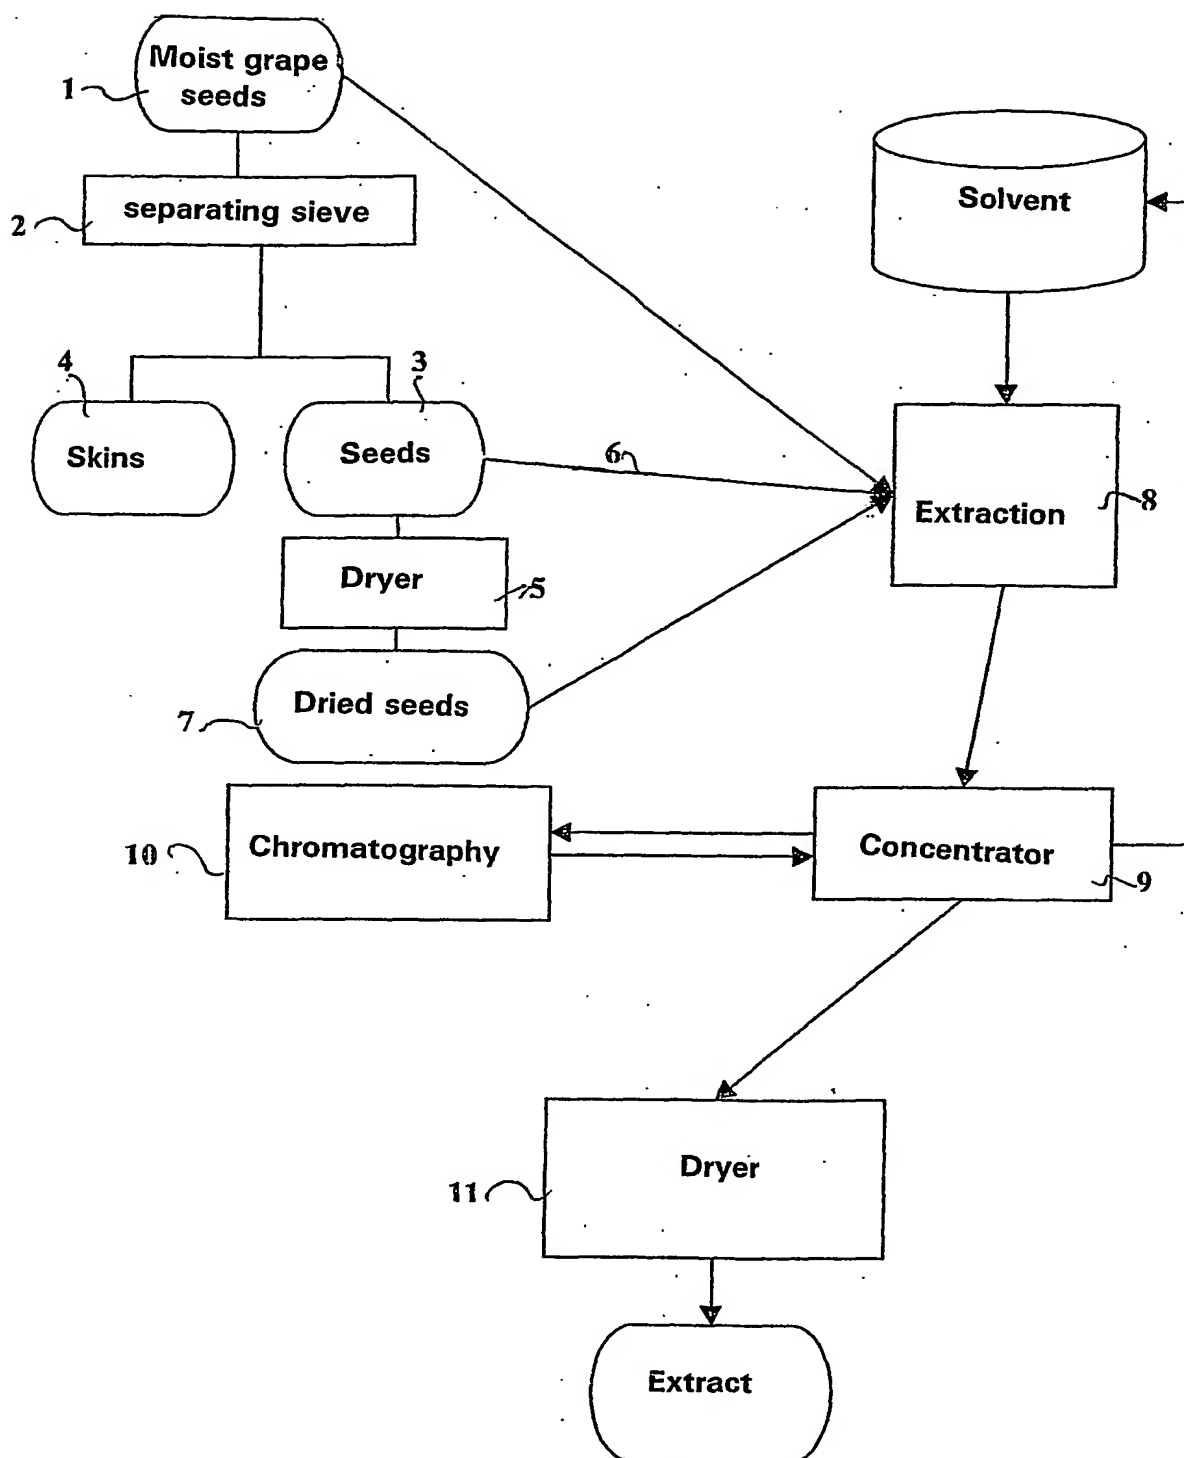 Moist grape
seeds
1
separating sieve
2
Solvent
4
3
Skins
Seeds
6
Extraction
8
Dryer
5
Dried seeds
7
Chromatography
10
Concentrator
9
Dryer
11
Extract